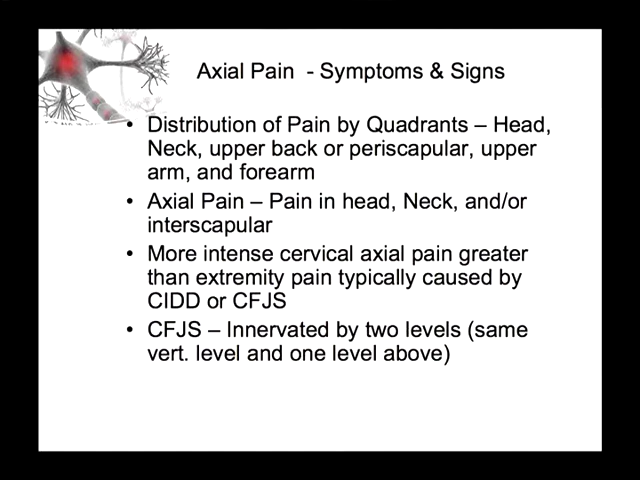 Axial Pain - Symptoms & Signs
• Distribution of Pain by Quadrants – Head,
Neck, upper back or periscapular, upper
arm, and forearm
• Axial Pain – Pain in head, Neck, and/or
interscapular
• More intense cervical axial pain greater
than extremity pain typically caused by
CIDD or CFJS
• CFJS – Innervated by two levels (same
vert. level and one level above)